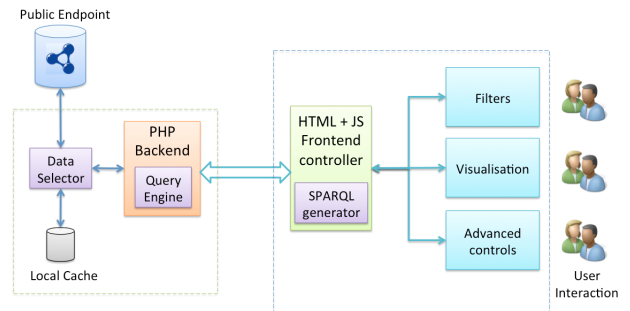 Public Endpoint
Data
Selector
Local Cache
PHP
Backend
Query
Engine
HTML + JS
Frontend
controller
SPARQL
generator
Filters
Visualisation
Advanced
controls
User
Interaction